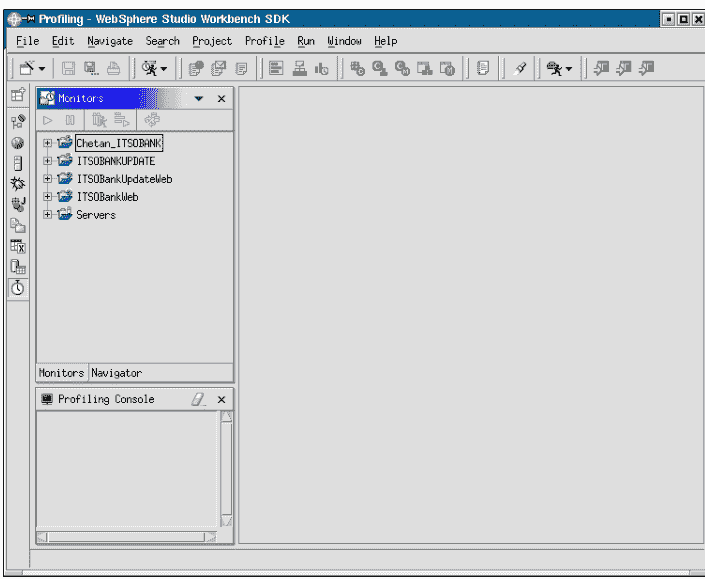 Profiling - WebSphere Studio Workbench SDK
File Edit Navigate Search Project Profile Run Window Help
Monitors
Chetan_ITSOBANK
ITSOBANKUPDATE
ITSOBankUpdateWeb
ITSOBankWeb
Servers
Monitors Navigator
Profiling Console